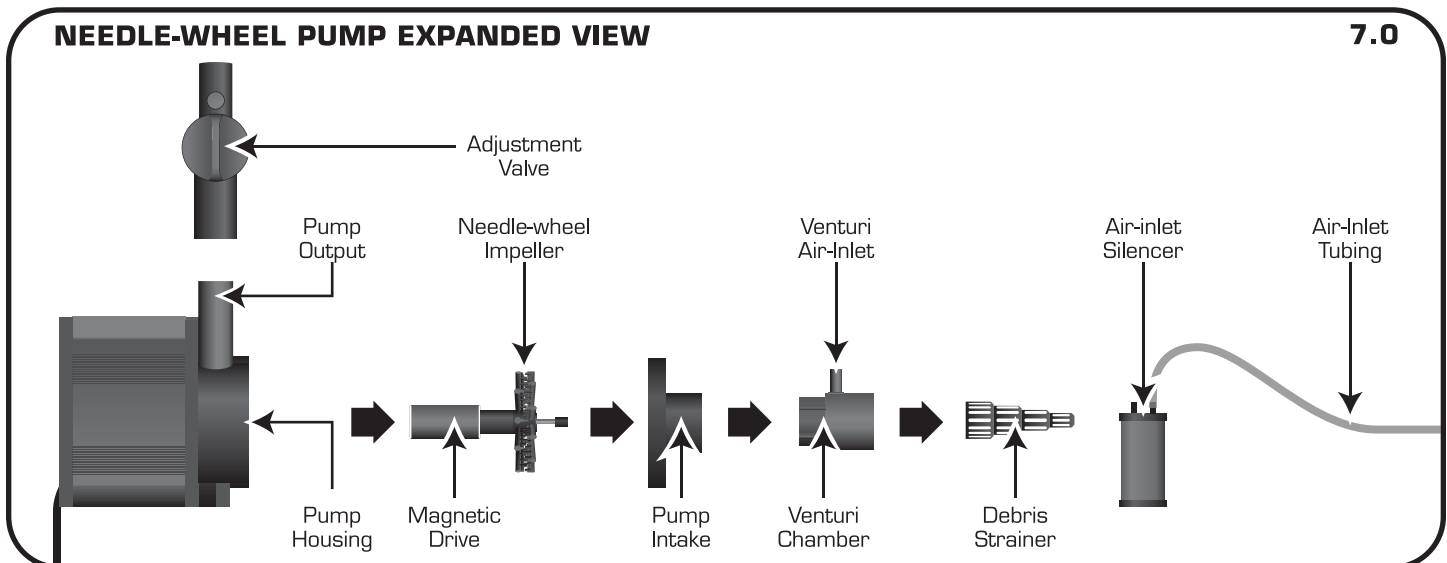 NEEDLE-WHEEL PUMP EXPANDED VIEW
7.0
Adjustment
Valve
Pump
Output
Needle-wheel
Impeller
Venturi
Air-Inlet
Air-inlet
Silencer
Air-Inlet
Tubing
Pump
Housing
Magnetic
Drive
Pump
Intake
Venturi
Chamber
Debris
Strainer